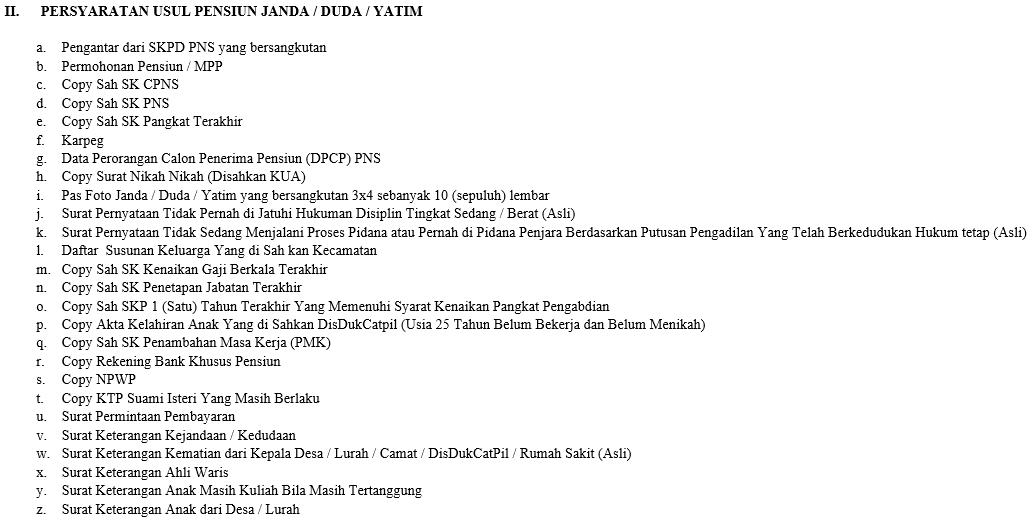 II. PERSYARATAN USUL PENSIUN JANDA / DUDA / YATIM
a. Pengantar dari SKPD PNS yang bersangkutan
b. Permohonan Pensiun / MPP
c. Copy Sah SK CPNS
d. Copy Sah SK PNS
e. Copy Sah SK Pangkat Terakhir
f. Karpeg
g. Data Perorangan Calon Penerima Pensiun (DPCP) PNS
h. Copy Surat Nikah Nikah (Disahkan KUA)
i. Pas Foto Janda / Duda / Yatim yang bersangkutan 3x4 sebanyak 10 (sepuluh) lembar
j. Surat Pernyataan Tidak Pernah di Jatuhi Hukuman Disiplin Tingkat Sedang / Berat (Asli)
k. Surat Pernyataan Tidak Sedang Menjalani Proses Pidana atau Pernah di Pidana Penjara Berdasarkan Putusan Pengadilan Yang Telah Berkedudukan Hukum tetap (Asli)
l. Daftar Susunan Keluarga Yang di Sah kan Kecamatan
m. Copy Sah SK Kenaikan Gaji Berkala Terakhir
n. Copy Sah SK Penetapan Jabatan Terakhir
o. Copy Sah SKP 1 (Satu) Tahun Terakhir Yang Memenuhi Syarat Kenaikan Pangkat Pengabdian
p. Copy Akta Kelahiran Anak Yang di Sahkan DisDukCatpil (Usia 25 Tahun Belum Bekerja dan Belum Menikah)
q. Copy Sah SK Penambahan Masa Kerja (PMK)
r. Copy Rekening Bank Khusus Pensiun
s. Copy NPWP
t. Copy KTP Suami Isteri Yang Masih Berlaku
u. Surat Permintaan Pembayaran
v. Surat Keterangan Kejandaan / Kedudaan
w. Surat Keterangan Kematian dari Kepala Desa / Lurah / Camat / DisDukCatPil / Rumah Sakit (Asli)
x. Surat Keterangan Ahli Waris
y. Surat Keterangan Anak Masih Kuliah Bila Masih Tertanggung
z. Surat Keterangan Anak dari Desa / Lurah